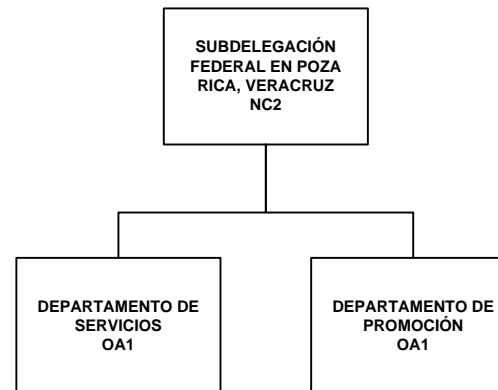 SUBDELEGACIÓN
FEDERAL EN POZA
RICA, VERACRUZ
NC2
DEPARTAMENTO DE
SERVICIOS
OA1
DEPARTAMENTO DE
PROMOCIÓN
OA1